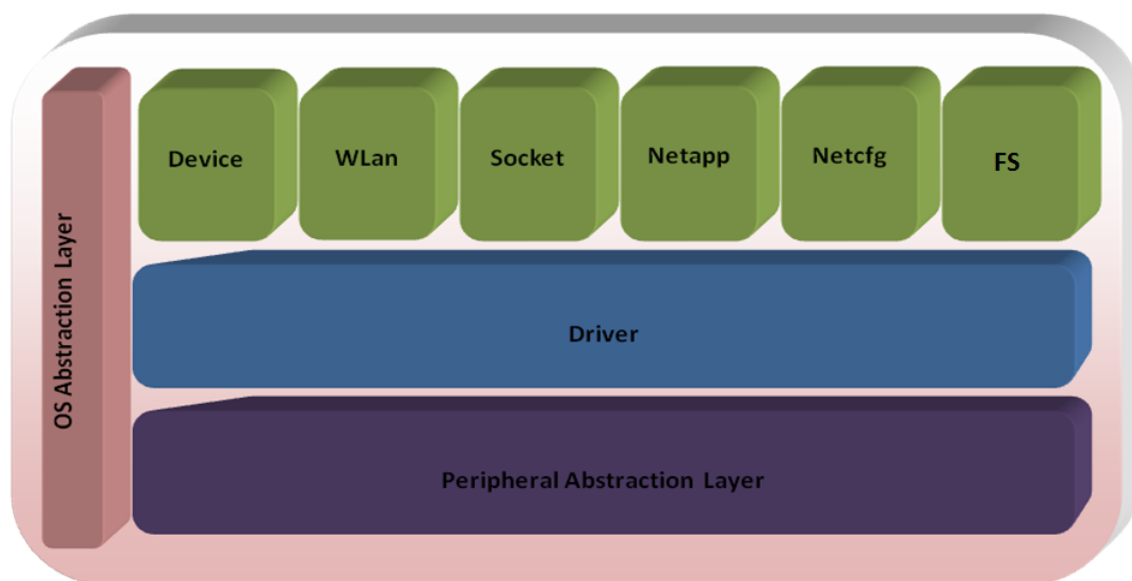 OS Abstraction Layer
Device
WLan
Socket
Netapp
Netcfg
FS
Driver
Peripheral Abstraction Layer